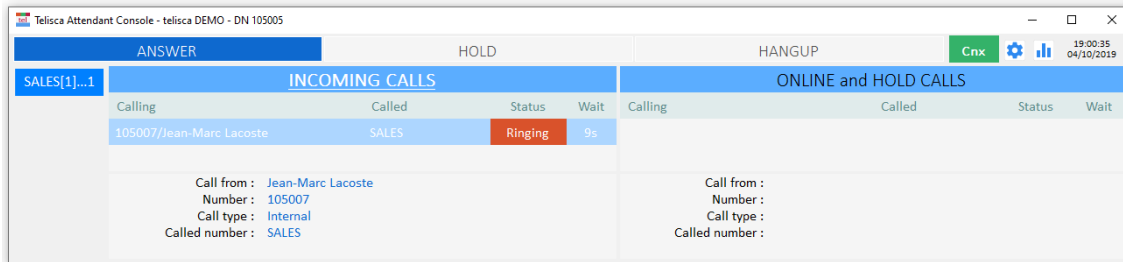 tel Telisca Attendant Console - telisca DEMO - DN 105005
ANSWER HOLD HANGUP Cnx 19:00:35
04/10/2019
SALES[1]...1 INCOMING CALLS ONLINE and HOLD CALLS
Calling Called Status Wait Calling Called Status Wait
105007/Jean-Marc Lacoste SALES Ringing 9s
Call from : Jean-Marc Lacoste Call from :
Number : 105007 Number :
Call type : Internal Call type :
Called number : SALES Called number :